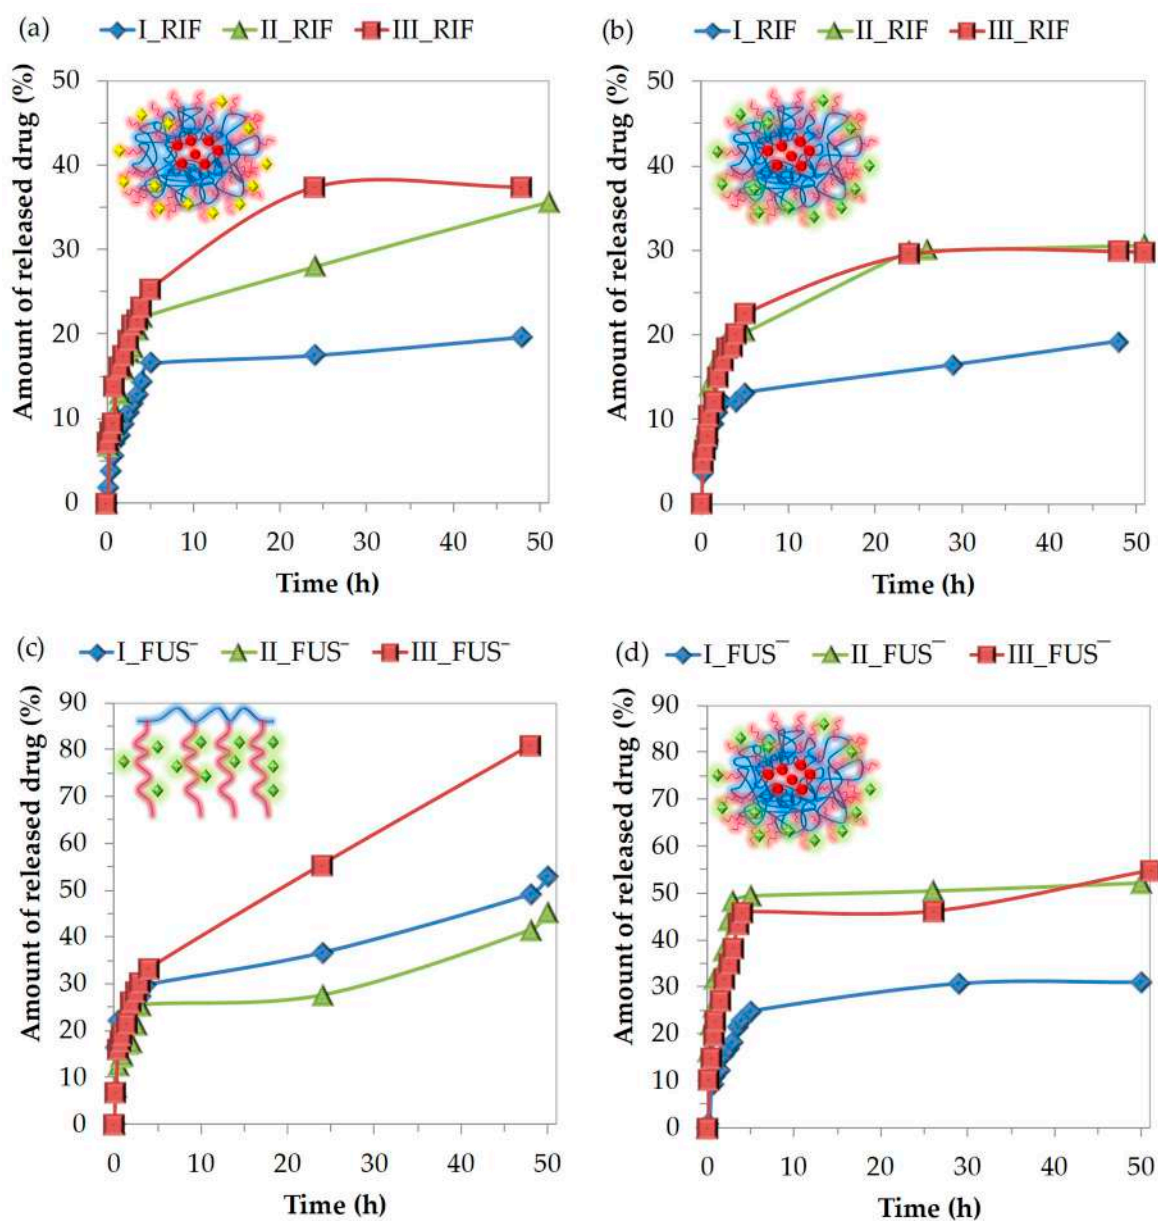 (a) I_RIF II_RIF III_RIF
Amount of released drug (%)
50
40
30
20
10
0
0 10 20 30 40 50
Time (h)
(b) I_RIF II_RIF III_RIF
Amount of released drug (%)
50
40
30
20
10
0
0 10 20 30 40 50
Time (h)
(c) I_FUS⁻ II_FUS⁻ III_FUS⁻
Amount of released drug (%)
90
80
70
60
50
40
30
20
10
0
0 10 20 30 40 50
Time (h)
(d) I_FUS⁻ II_FUS⁻ III_FUS⁻
Amount of released drug (%)
90
80
70
60
50
40
30
20
10
0
0 10 20 30 40 50
Time (h)